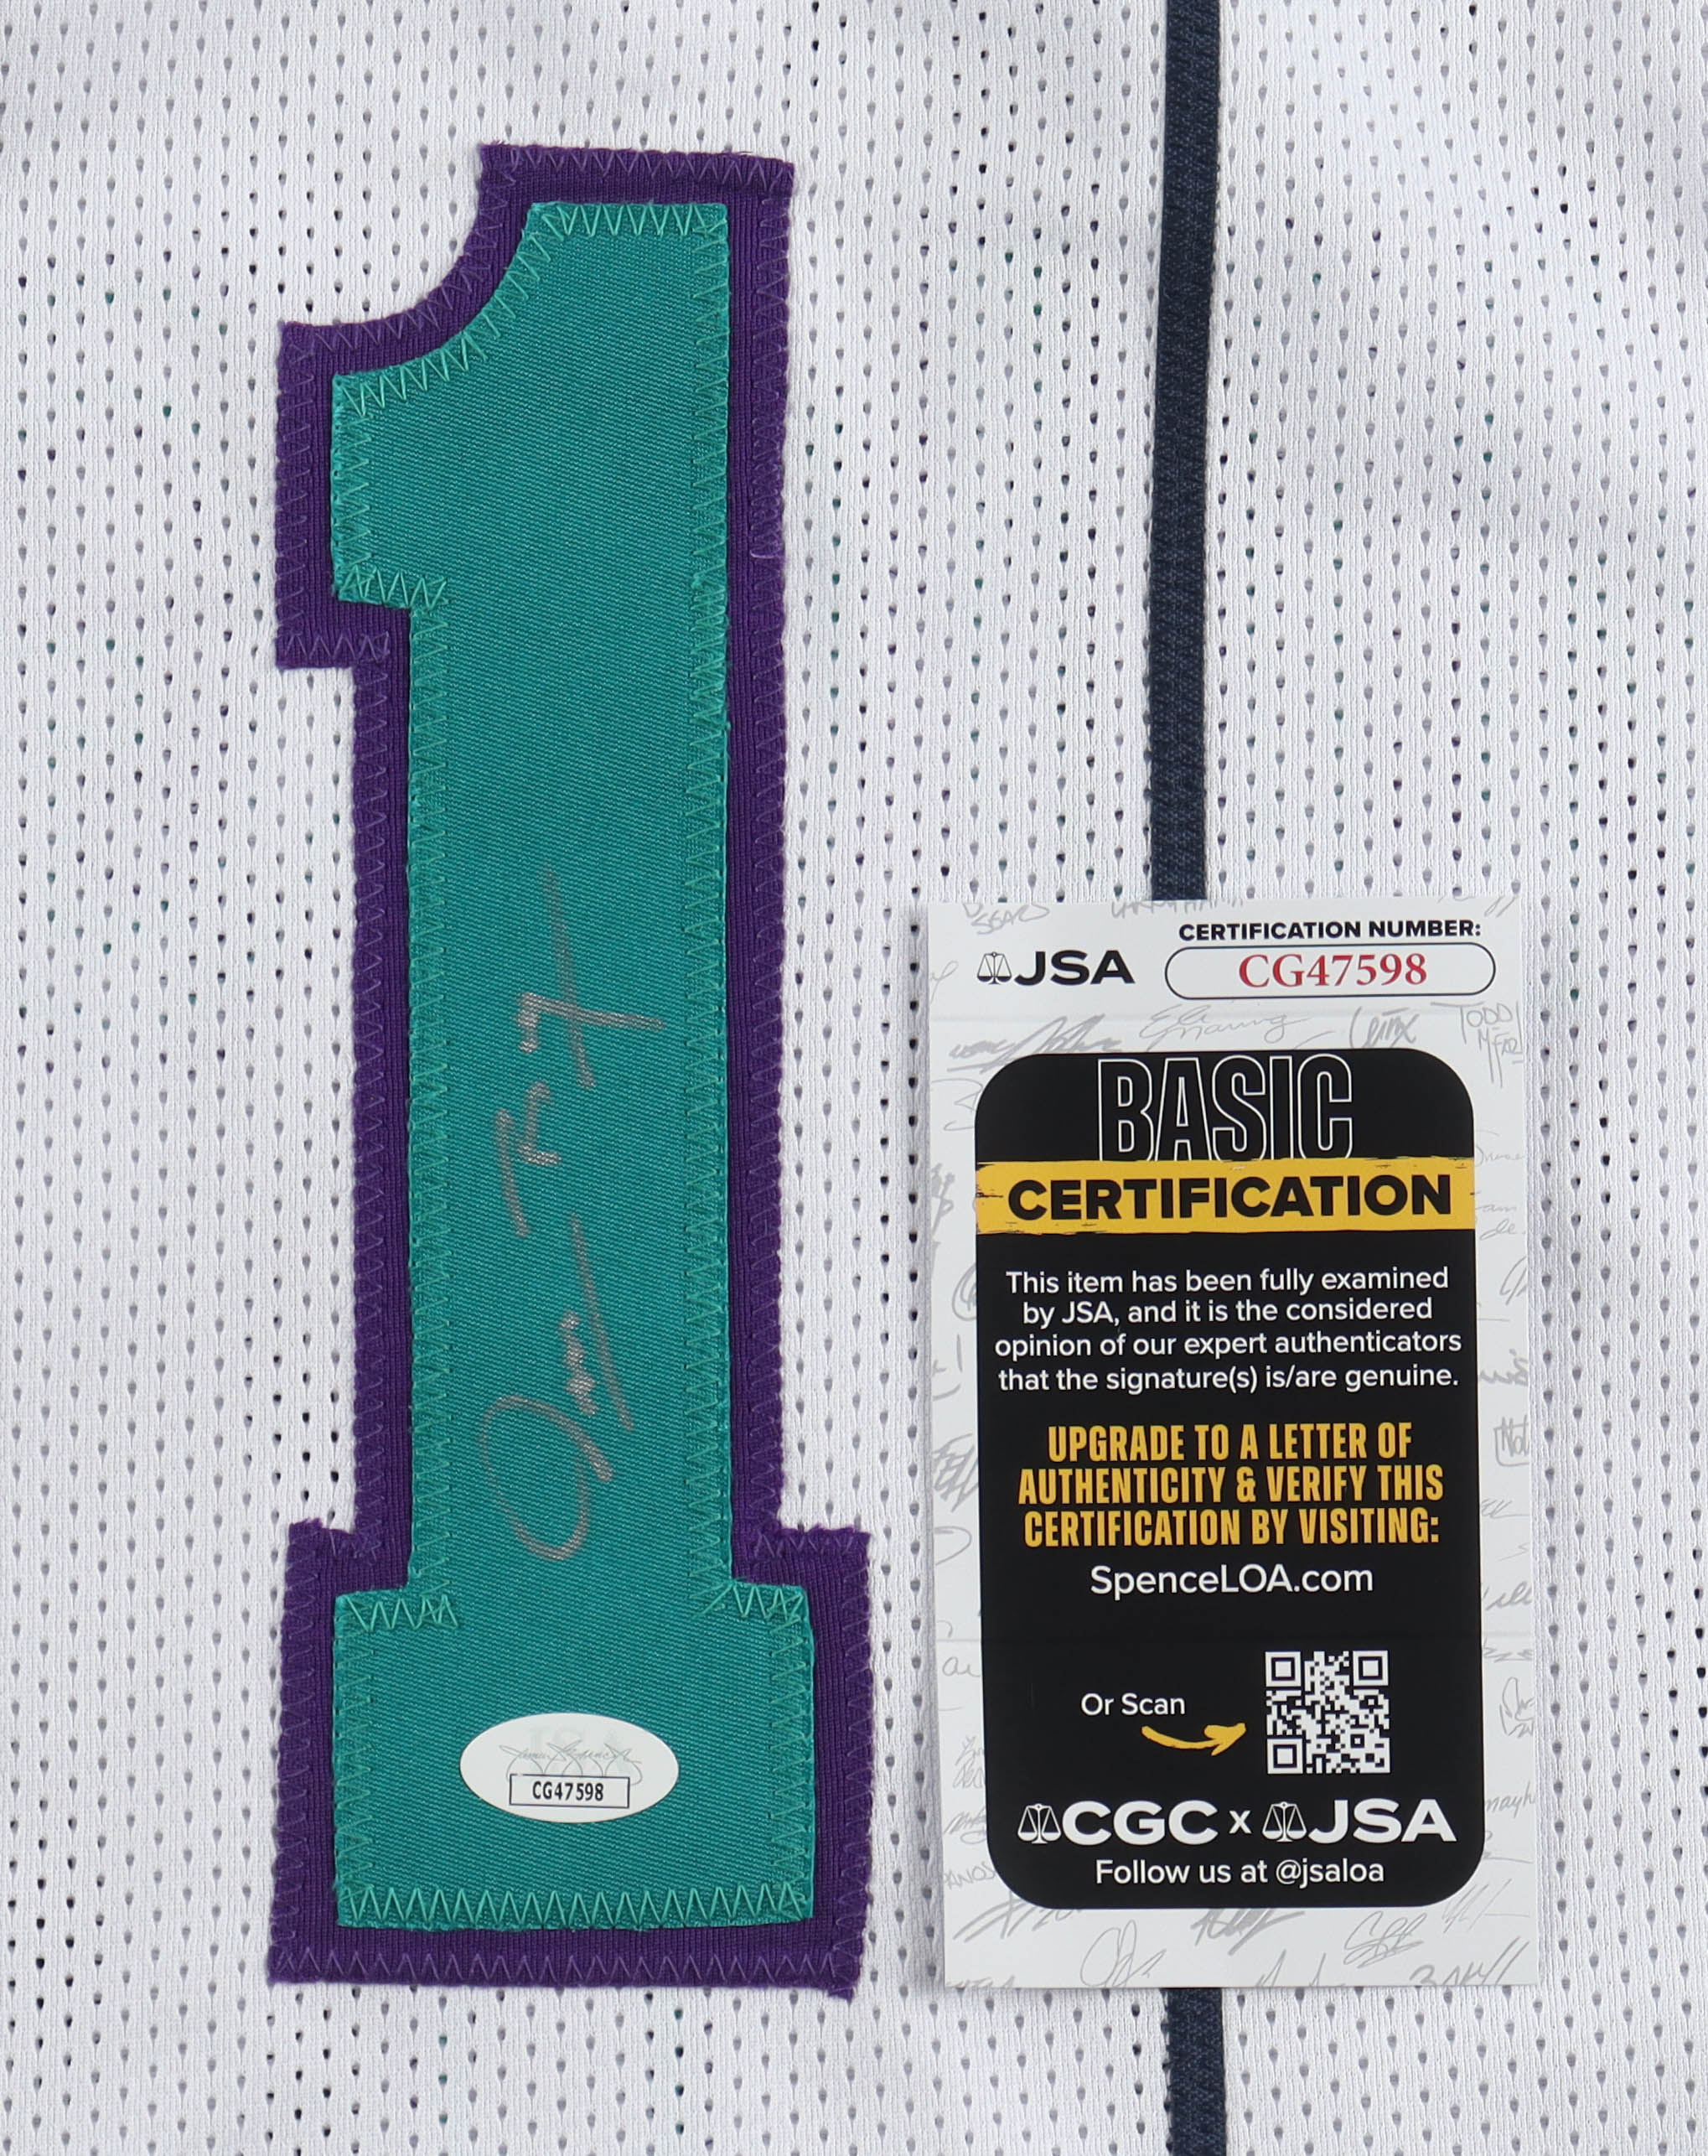 1
CG47598
JSA
CERTIFICATION NUMBER:
CG47598
BASIC
CERTIFICATION
This item has been fully examined
by JSA, and it is the considered
opinion of our expert authenticators
that the signature(s) is/are genuine.
UPGRADE TO A LETTER OF
AUTHENTICITY & VERIFY THIS
CERTIFICATION BY VISITING:
SpenceLOA.com
Or Scan
CGC x JSA
Follow us at @jsaloa